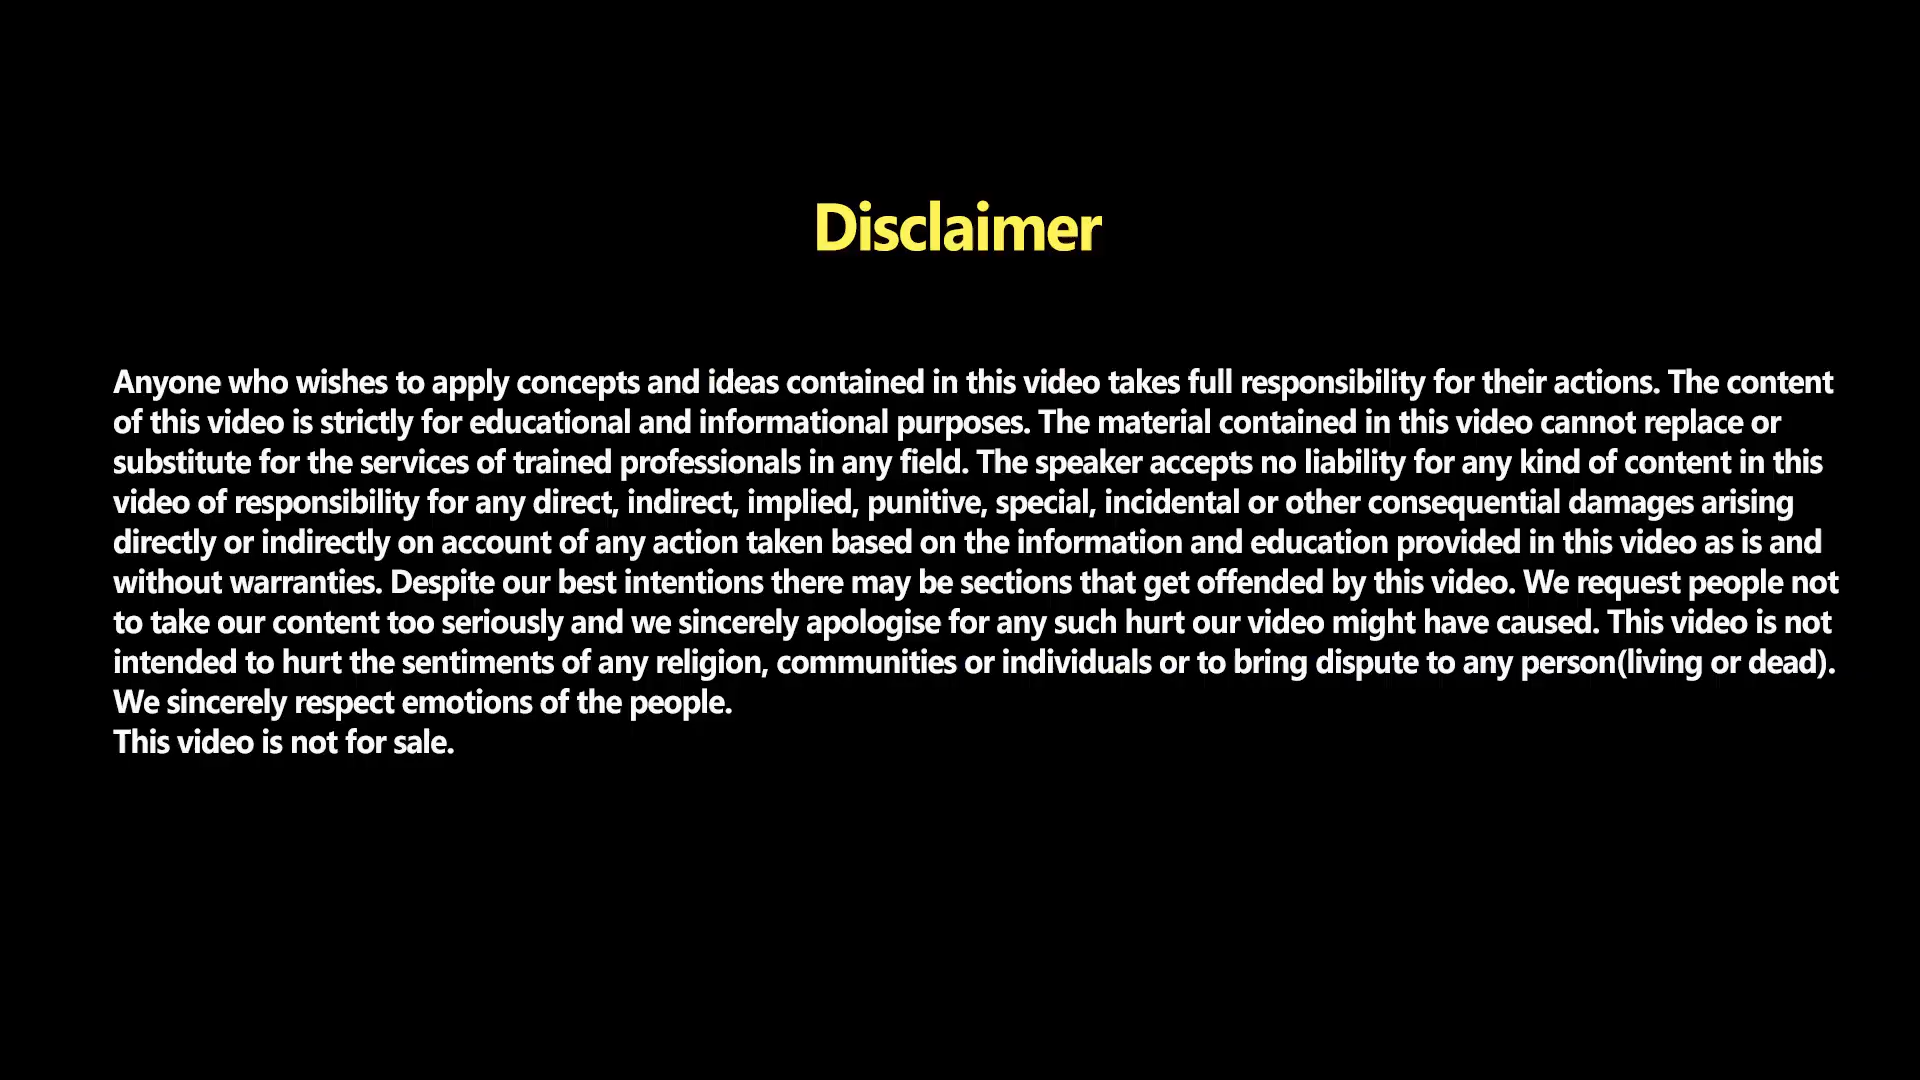 Disclaimer
Anyone who wishes to apply concepts and ideas contained in this video takes full responsibility for their actions. The content
of this video is strictly for educational and informational purposes. The material contained in this video cannot replace or
substitute for the services of trained professionals in any field. The speaker accepts no liability for any kind of content in this
video of responsibility for any direct, indirect, implied, punitive, special, incidental or other consequential damages arising
directly or indirectly on account of any action taken based on the information and education provided in this video as is and
without warranties. Despite our best intentions there may be sections that get offended by this video. We request people not
to take our content too seriously and we sincerely apologise for any such hurt our video might have caused. This video is not
intended to hurt the sentiments of any religion, communities or individuals or to bring dispute to any person(living or dead).
We sincerely respect emotions of the people.
This video is not for sale.